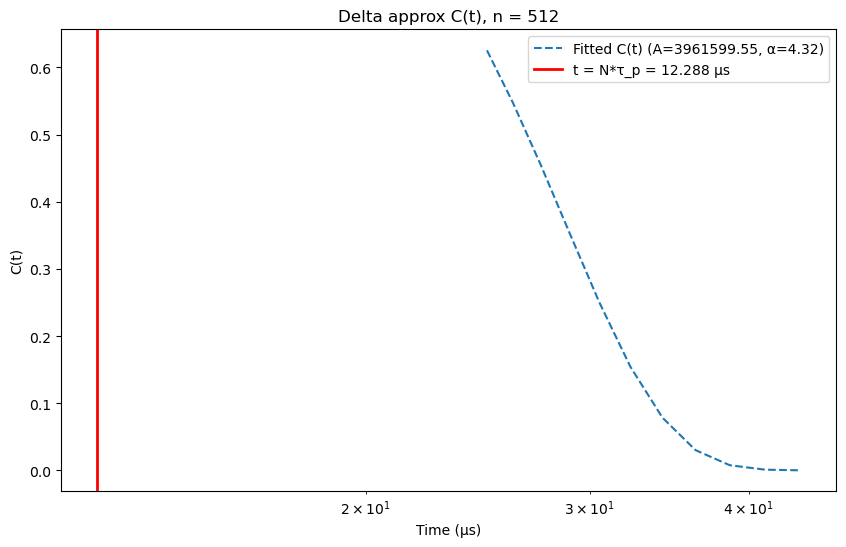 Delta approx C(t), n = 512
Fitted C(t) (A=3961599.55, α=4.32)
t = N*τ_p = 12.288 μs
C(t)
0.6
0.5
0.4
0.3
0.2
0.1
0.0
2 × 10¹
3 × 10¹
4 × 10¹
Time (μs)